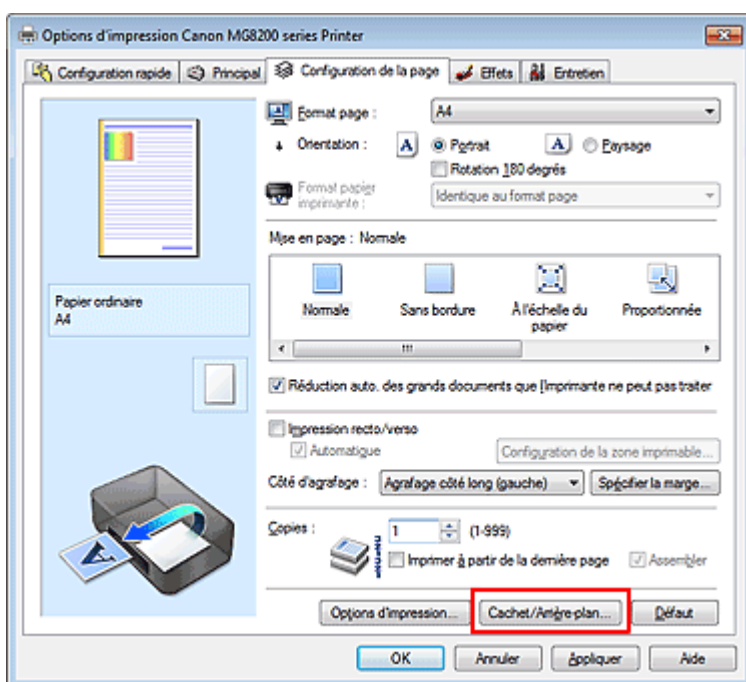 Options d'impression Canon MG8200 series Printer
Configuration rapide Principal Configuration de la page Effets Entretien
Format page : A4
Orientation : A Portrait A Paysage
Rotation 180 degrés
Format papier
imprimante : Identique au format page
Mise en page : Normale
Normale Sans bordure À l'échelle du
papier Proportionnée
Papier ordinaire
A4
Réduction auto. des grands documents que l'imprimante ne peut pas traiter
Impression recto/verso
Automatique Configuration de la zone imprimable...
Côté d'agrafage : Agrafage côté long (gauche) Spécifier la marge...
Copies : 1 (1-999)
Imprimer à partir de la dernière page Assembler
Options d'impression... Cachet/Arrière-plan... Défaut
OK Annuler Appliquer Aide